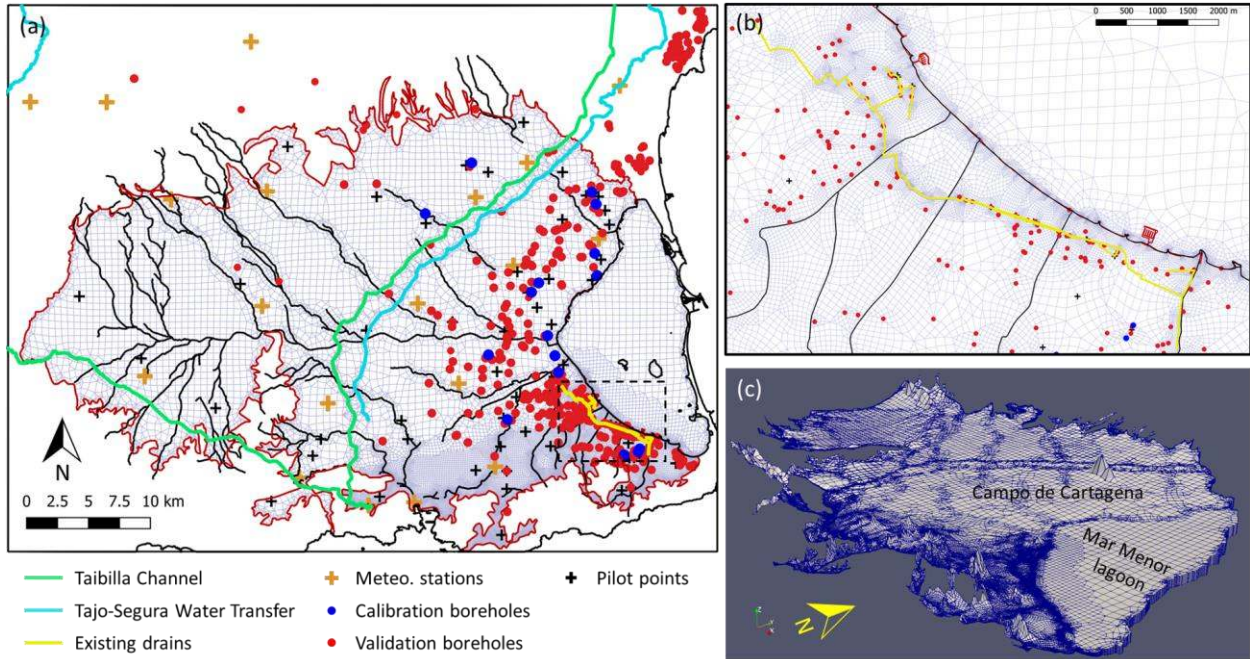 (a)
N
0 2.5 5 7.5 10 km
(b)
0 500 1000 1500 2000 m
(c)
Campo de Cartagena
Mar Menor
lagoon
N
Taibilla Channel
Tajo-Segura Water Transfer
Existing drains
Meteo. stations
Calibration boreholes
Validation boreholes
Pilot points